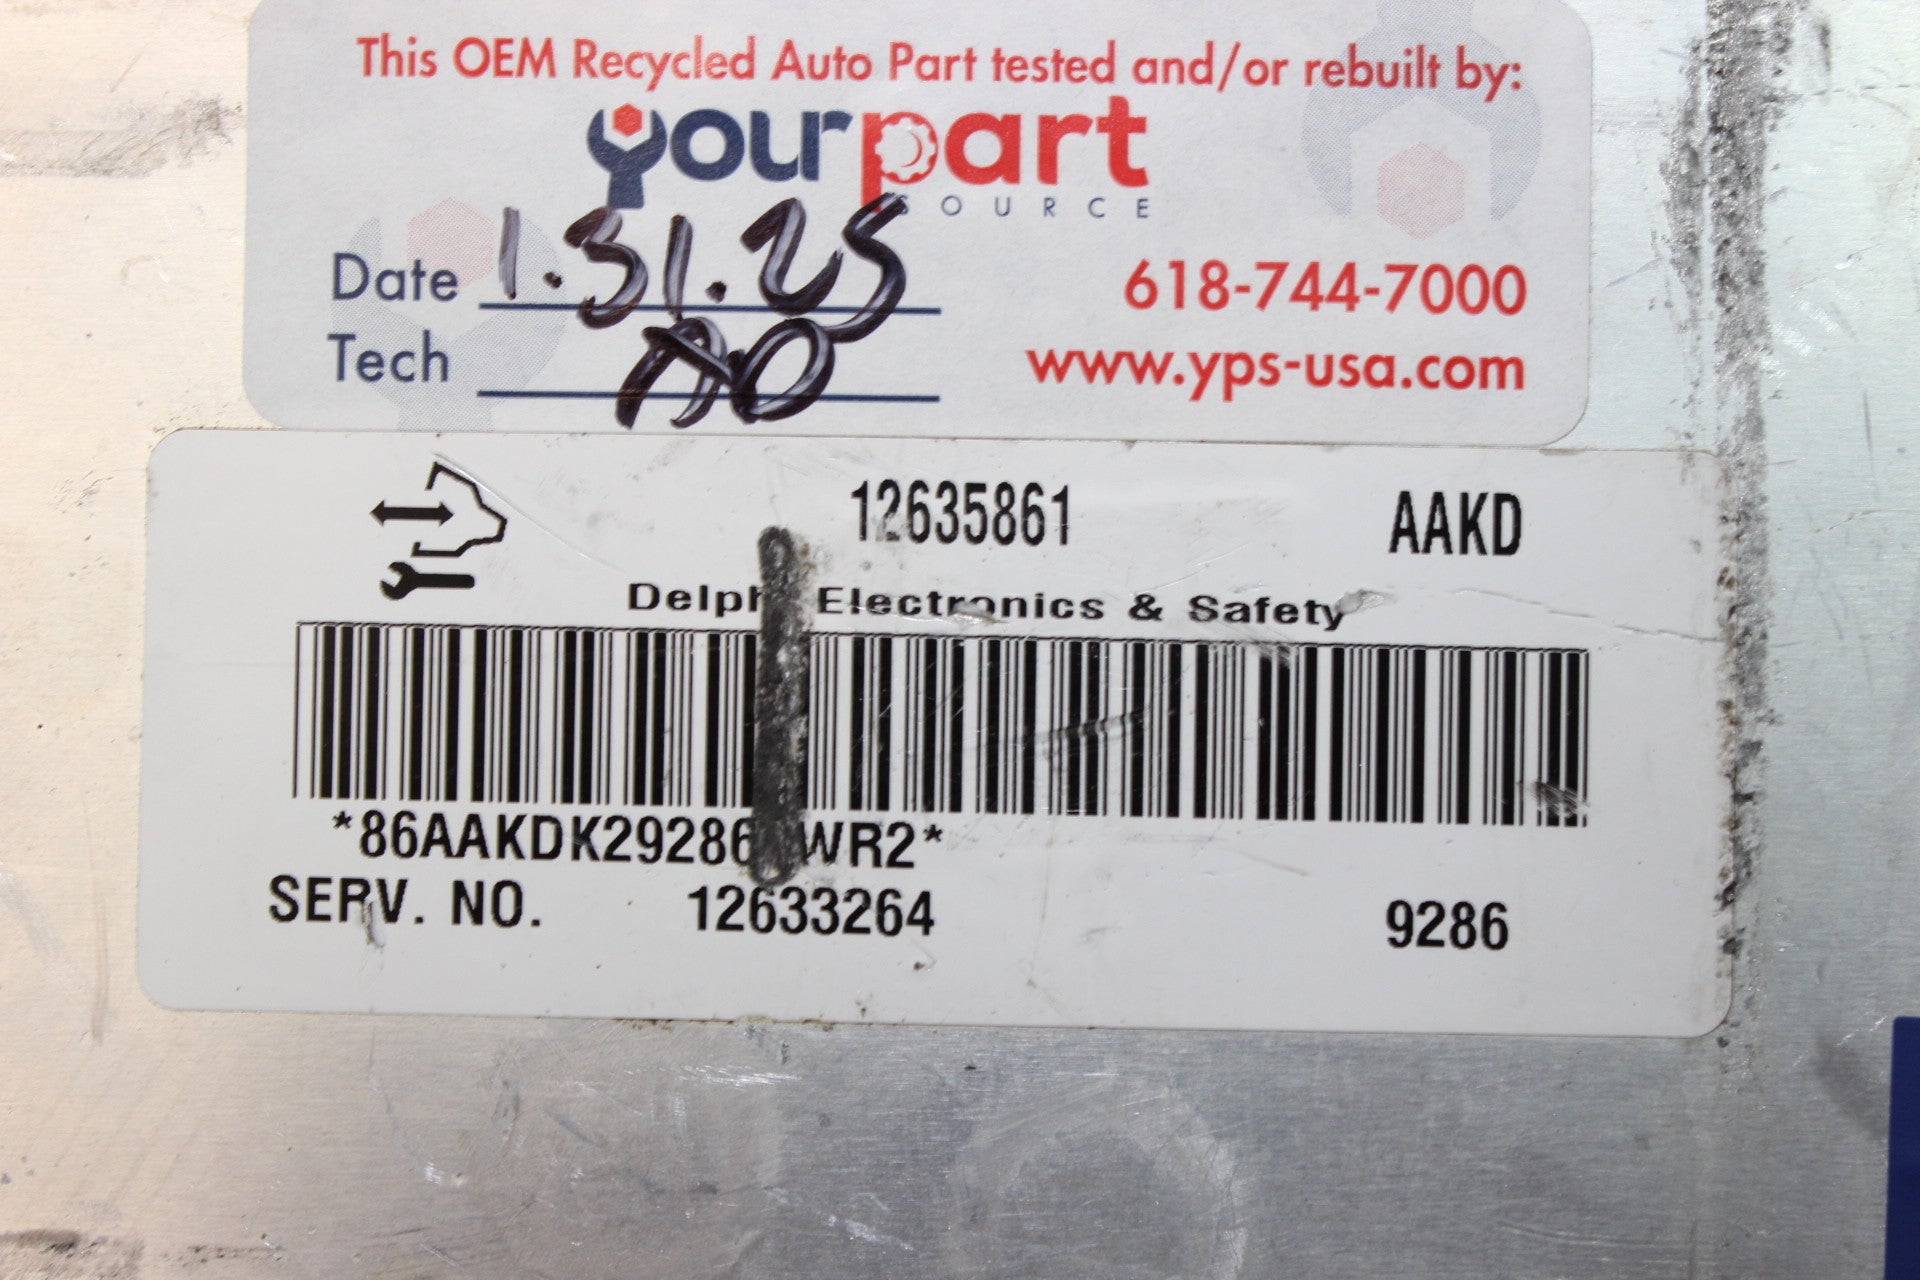 This OEM Recycled Auto Part tested and/or rebuilt by:
yourpart
SOURCE
Date 1.31.25
618-744-7000
Tech
www.yps-usa.com
12635861 AAKD
Electronics & Safety
SERV. NO. 12633264 9286